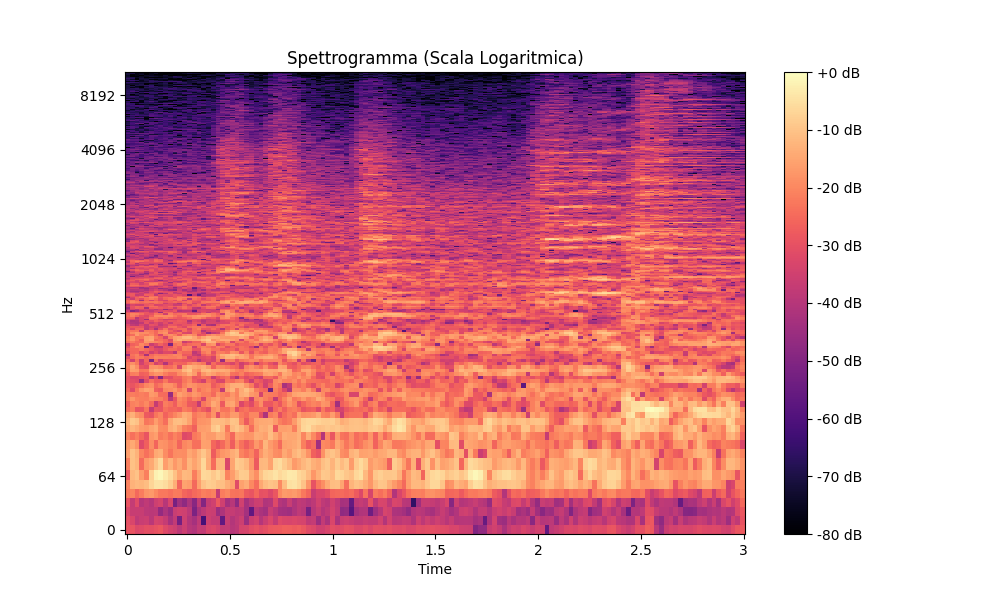 Spettrogramma (Scala Logaritmica)
Hz
8192
4096
2048
1024
512
256
128
64
0
0
0.5
1
1.5
2
2.5
3
Time
+0 dB
-10 dB
-20 dB
-30 dB
-40 dB
-50 dB
-60 dB
-70 dB
-80 dB